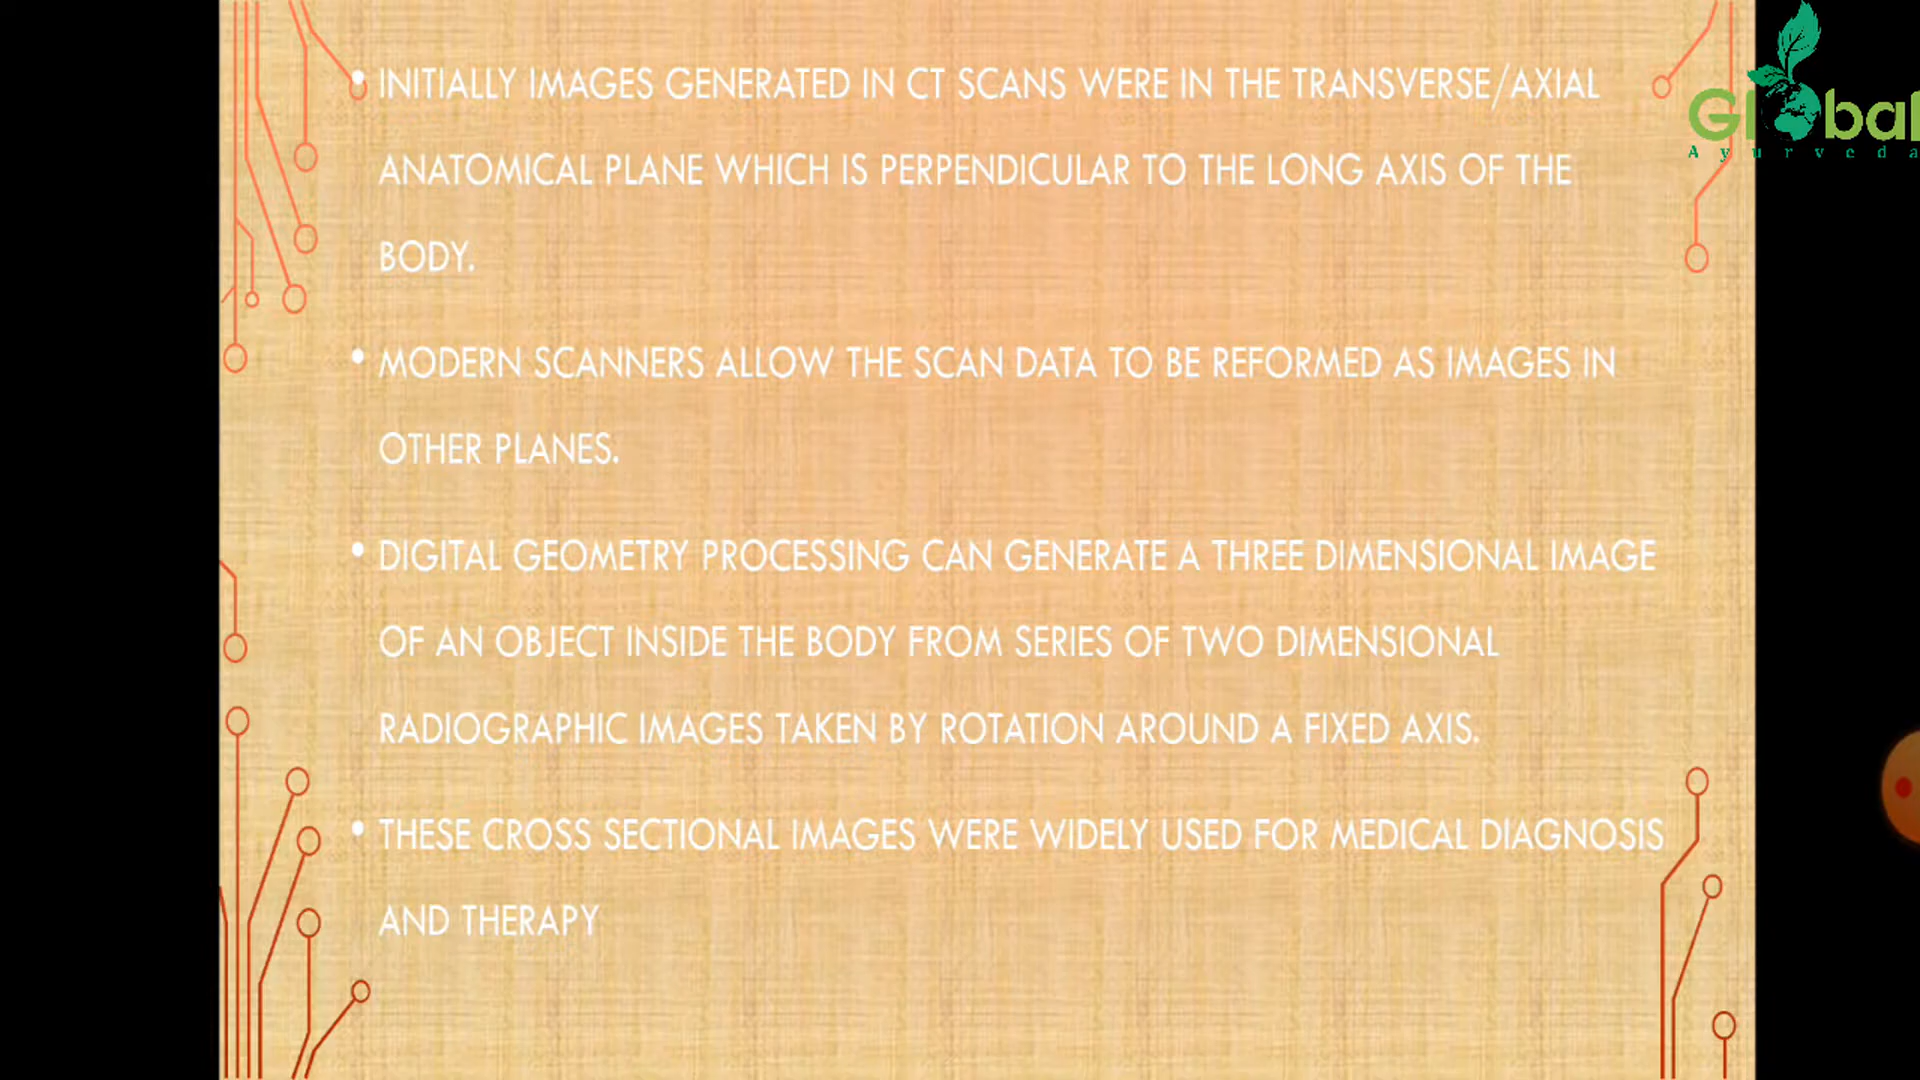 • INITIALLY IMAGES GENERATED IN CT SCANS WERE IN THE TRANSVERSE/AXIAL
ANATOMICAL PLANE WHICH IS PERPENDICULAR TO THE LONG AXIS OF THE
BODY.
• MODERN SCANNERS ALLOW THE SCAN DATA TO BE REFORMED AS IMAGES IN
OTHER PLANES.
• DIGITAL GEOMETRY PROCESSING CAN GENERATE A THREE DIMENSIONAL IMAGE
OF AN OBJECT INSIDE THE BODY FROM SERIES OF TWO DIMENSIONAL
RADIOGRAPHIC IMAGES TAKEN BY ROTATION AROUND A FIXED AXIS.
• THESE CROSS SECTIONAL IMAGES WERE WIDELY USED FOR MEDICAL DIAGNOSIS
AND THERAPY
Global
Ayurveda